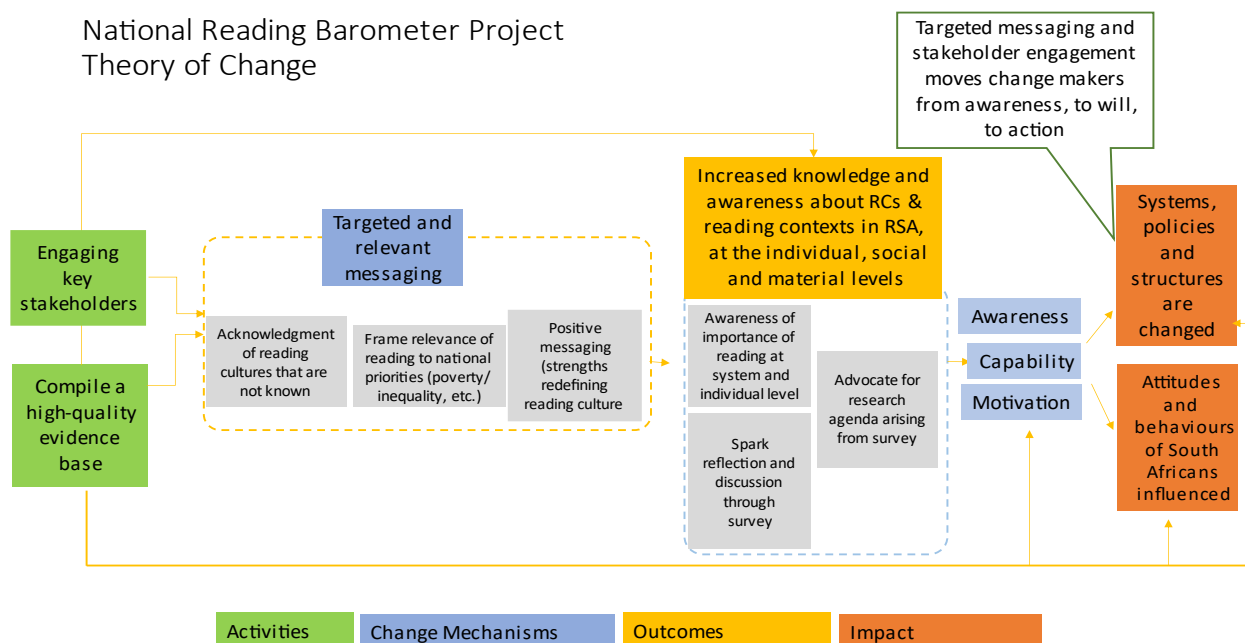 National Reading Barometer Project
Theory of Change
Targeted messaging and
stakeholder engagement
moves change makers
from awareness, to will,
to action
Engaging
key
stakeholders
Compile a
high-quality
evidence
base
Targeted and
relevant
messaging
Acknowledgment
of reading
cultures that are
not known
Frame relevance of
reading to national
priorities (poverty/
inequality, etc.)
Positive
messaging
(strengths
redefining
reading culture
Increased knowledge and
awareness about RCs &
reading contexts in RSA,
at the individual, social
and material levels
Awareness of
importance of
reading at
system and
individual level
Spark
reflection and
discussion
through
survey
Advocate for
research
agenda arising
from survey
Awareness
Capability
Motivation
Systems,
policies
and
structures
are
changed
Attitudes
and
behaviours
of South
Africans
influenced
Activities
Change Mechanisms
Outcomes
Impact